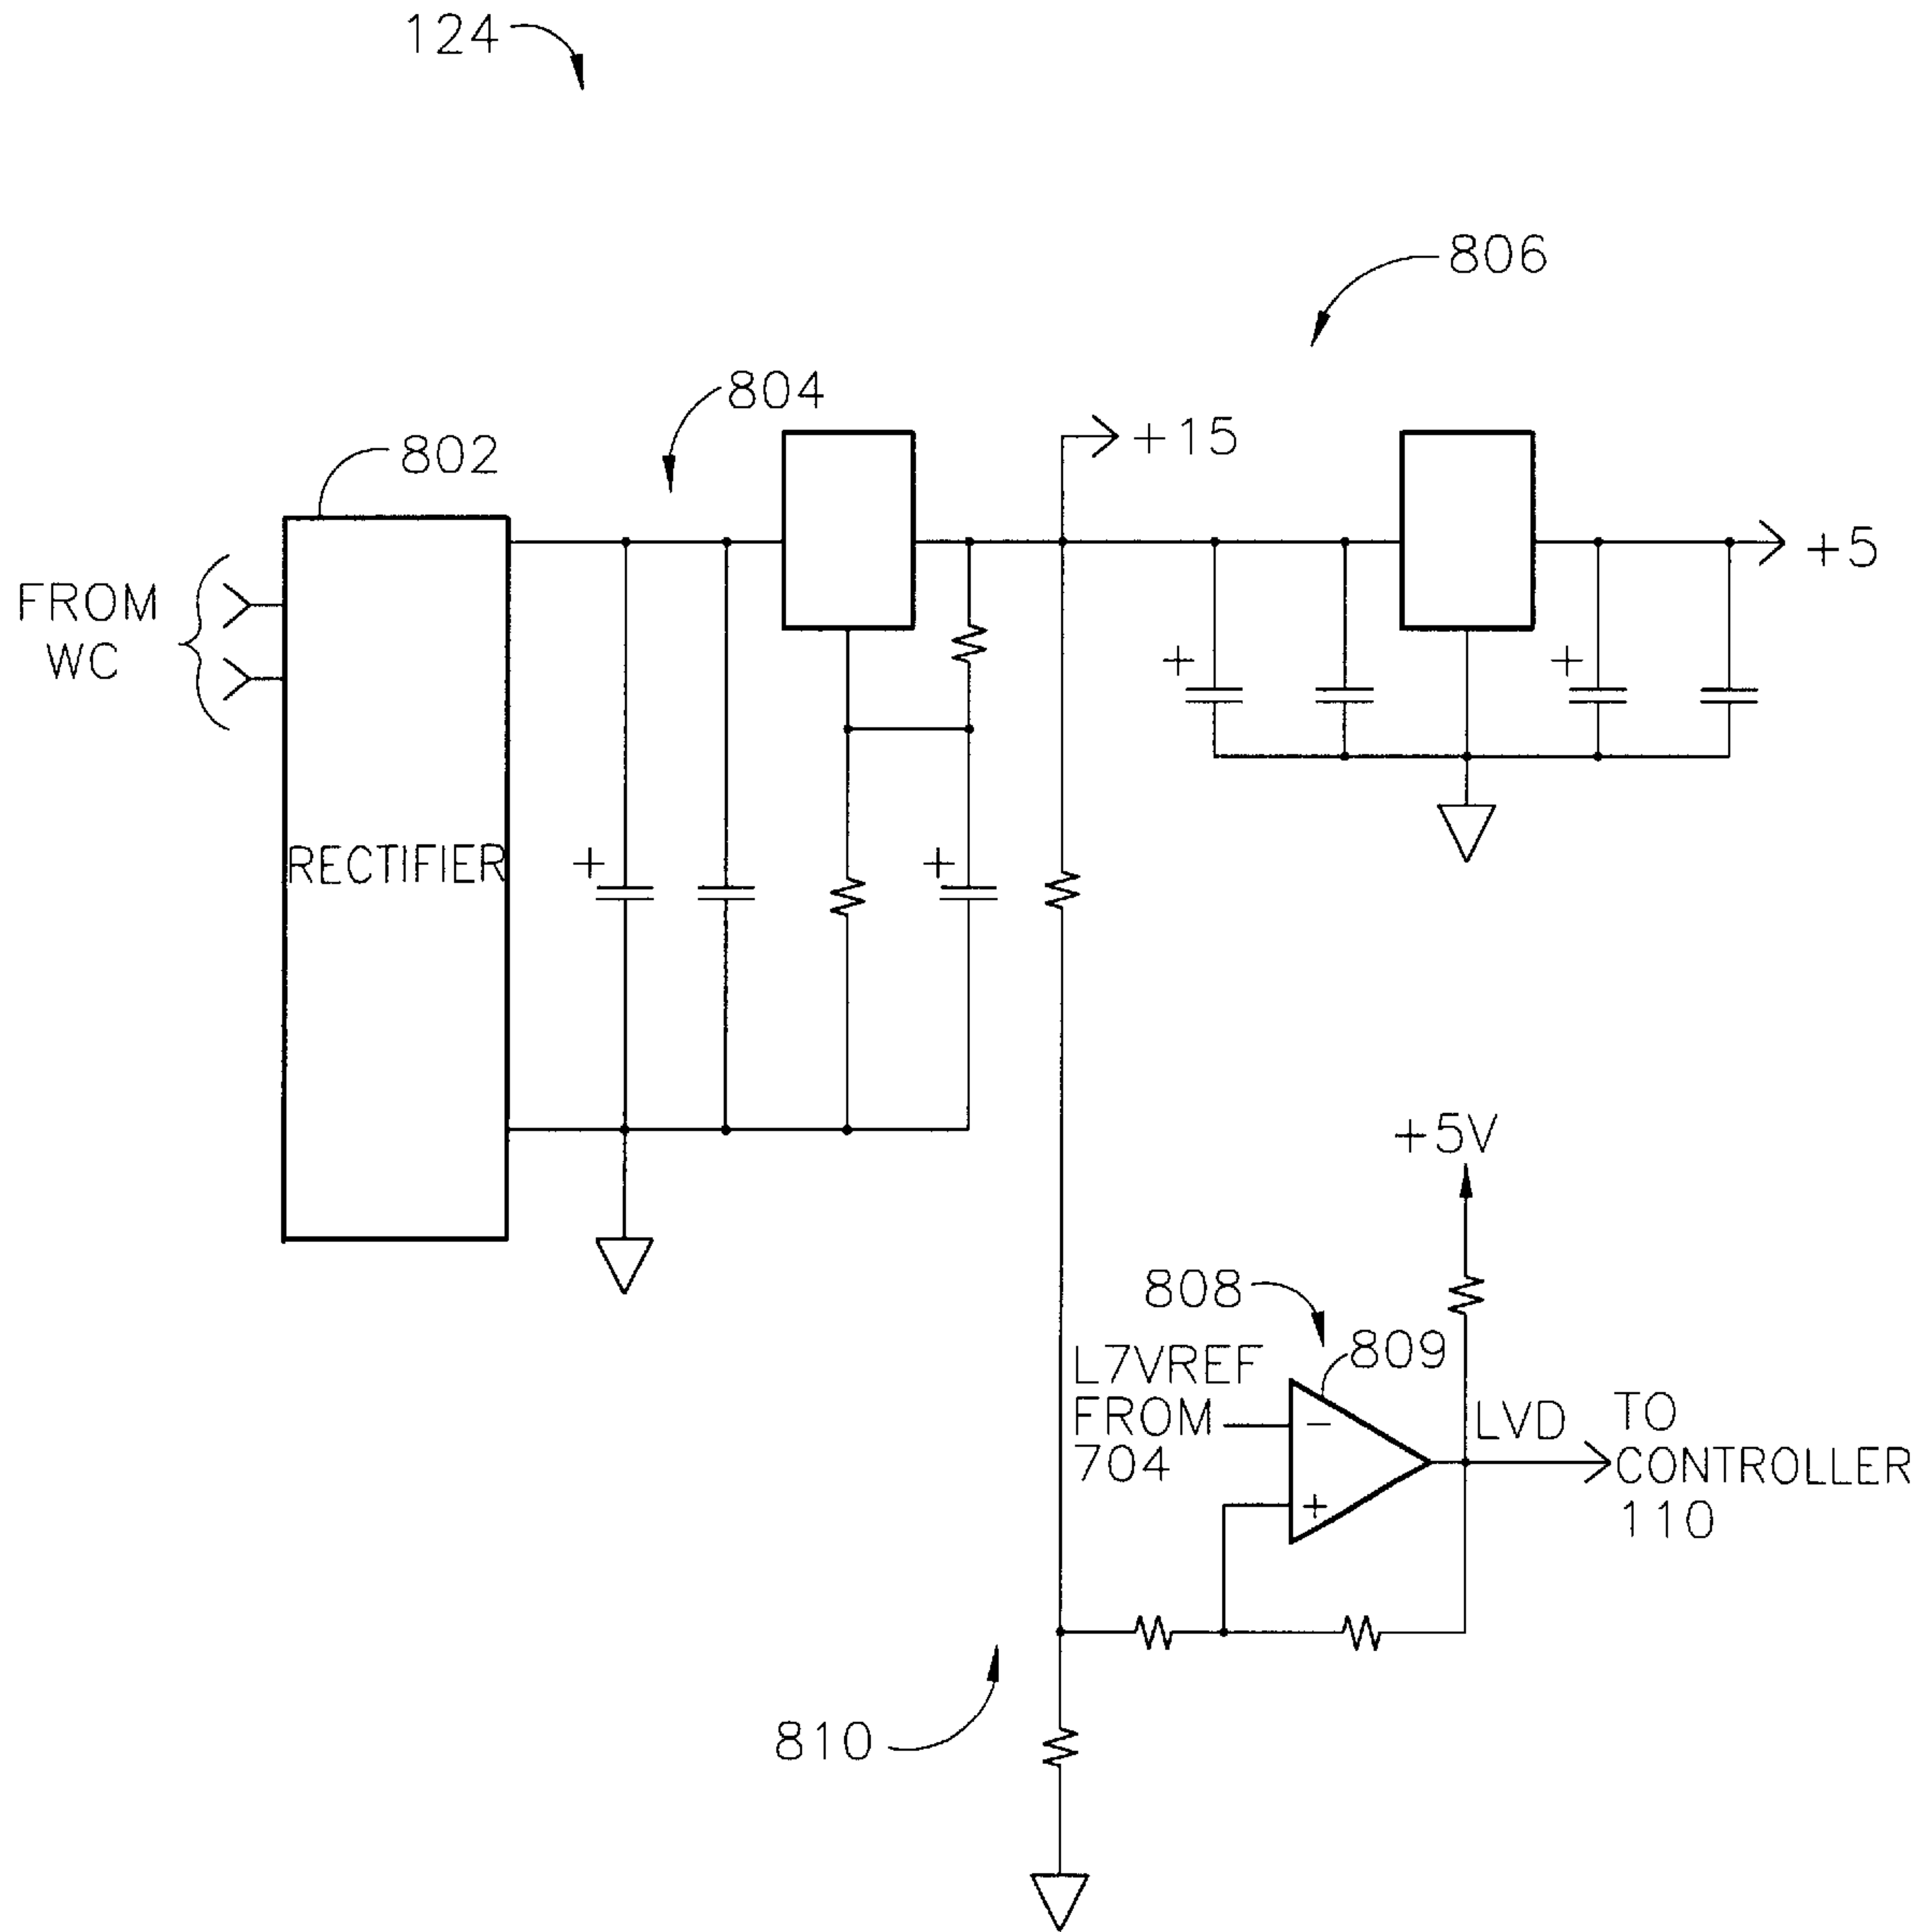 124
806
804
802
+15
+5
FROM
WC
+
+
RECTIFIER
+
+
+5V
808
809
L7VREF
FROM
704
−
+
LVD
TO
CONTROLLER
110
810